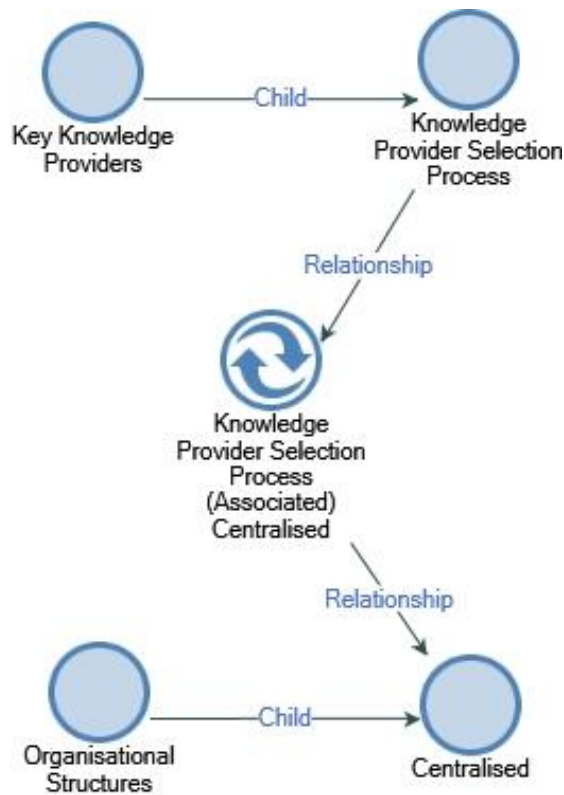 Child
Key Knowledge
Providers
Knowledge
Provider Selection
Process
Relationship
Knowledge
Provider Selection
Process
(Associated)
Centralised
Relationship
Child
Organisational
Structures
Centralised